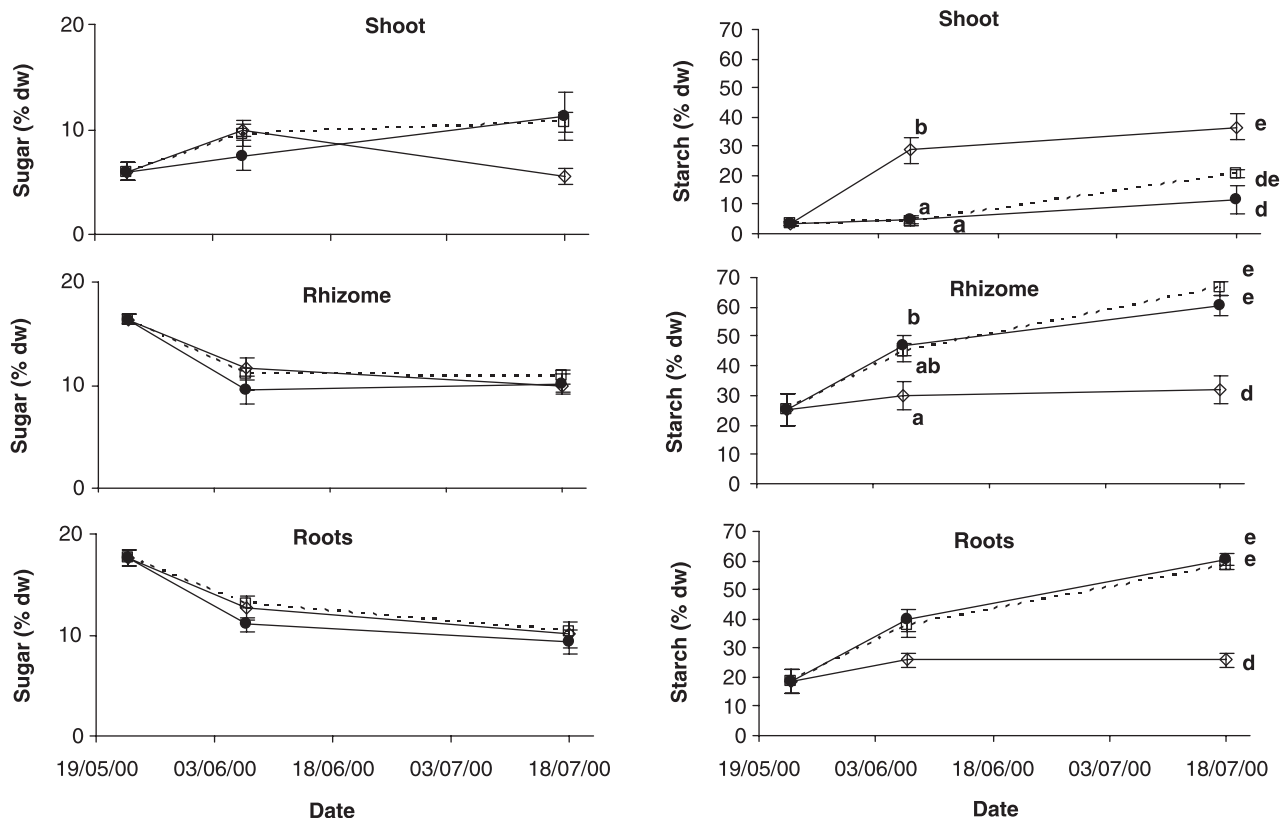 Shoot
20
10
0
Sugar (% dw)
Shoot
70
60
50
40
30
20
10
0
Starch (% dw)
b
a
a
e
de
d
Rhizome
20
10
0
Sugar (% dw)
Rhizome
70
60
50
40
30
20
10
0
Starch (% dw)
b
ab
a
e
e
d
Roots
20
10
0
Sugar (% dw)
19/05/00 03/06/00 18/06/00 03/07/00 18/07/00
Date
Roots
70
60
50
40
30
20
10
0
Starch (% dw)
e
e
d
19/05/00 03/06/00 18/06/00 03/07/00 18/07/00
Date